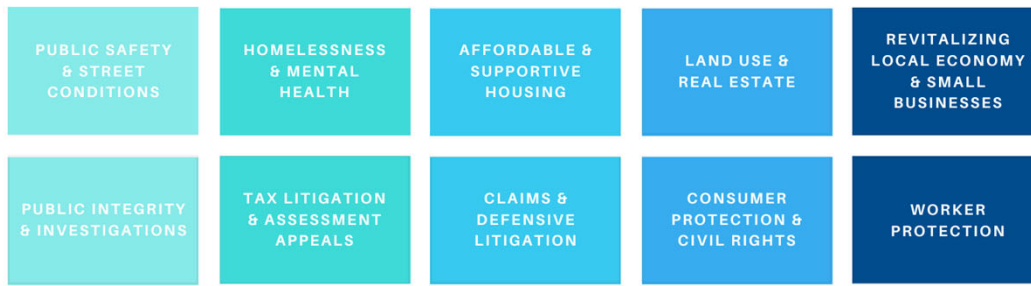 PUBLIC SAFETY
& STREET
CONDITIONS
HOMELESSNESS
& MENTAL
HEALTH
AFFORDABLE &
SUPPORTIVE
HOUSING
LAND USE &
REAL ESTATE
REVITALIZING
LOCAL ECONOMY
& SMALL
BUSINESSES
PUBLIC INTEGRITY
& INVESTIGATIONS
TAX LITIGATION
& ASSESSMENT
APPEALS
CLAIMS &
DEFENSIVE
LITIGATION
CONSUMER
PROTECTION &
CIVIL RIGHTS
WORKER
PROTECTION